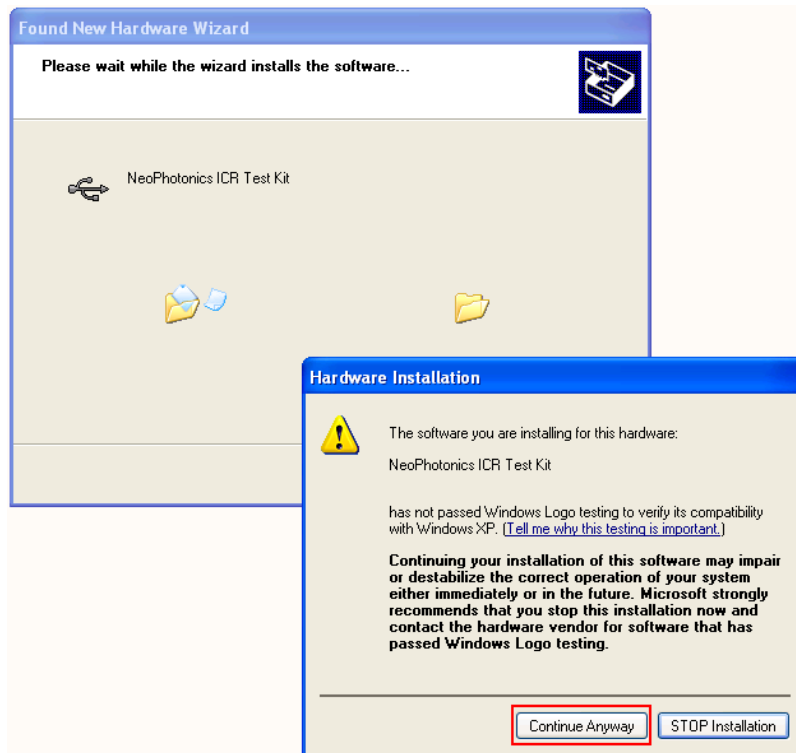 Found New Hardware Wizard
Please wait while the wizard installs the software...
NeoPhotonics ICR Test Kit
Hardware Installation
The software you are installing for this hardware:
NeoPhotonics ICR Test Kit
has not passed Windows Logo testing to verify its compatibility
with Windows XP. (Tell me why this testing is important.)
Continuing your installation of this software may impair
or destabilize the correct operation of your system
either immediately or in the future. Microsoft strongly
recommends that you stop this installation now and
contact the hardware vendor for software that has
passed Windows Logo testing.
Continue Anyway STOP Installation